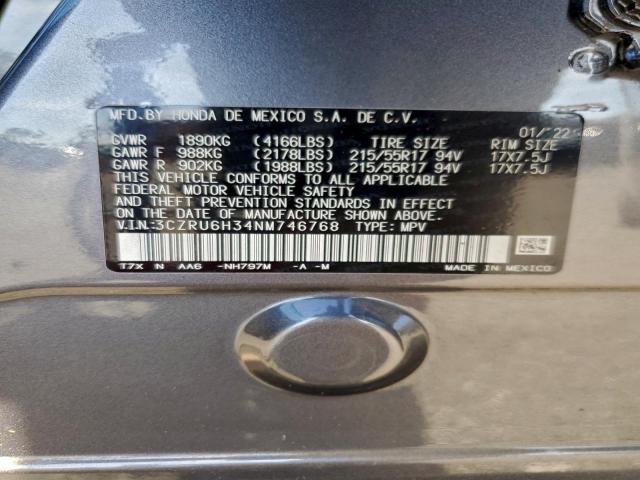 MFD.BY HONDA DE MEXICO S.A. DE C.V. 01/ 22
GVWR 1890KG (4166LBS) TIRE SIZE RIM SIZE
GAWR F 988KG (2178LBS) 215/55R17 94V 17X7.5J
GAWR R 902KG (1988LBS) 215/55R17 94V 17X7.5J
THIS VEHICLE CONFORMS TO ALL APPLICABLE
FEDERAL MOTOR VEHICLE SAFETY
AND THEFT PREVENTION STANDARDS IN EFFECT
ON THE DATE OF MANUFACTURE SHOWN ABOVE.
V.I.N.:3CZRU6H34NM746768 TYPE: MPV
T7X N AA6 -NH797M -A -M MADE IN MEXICO